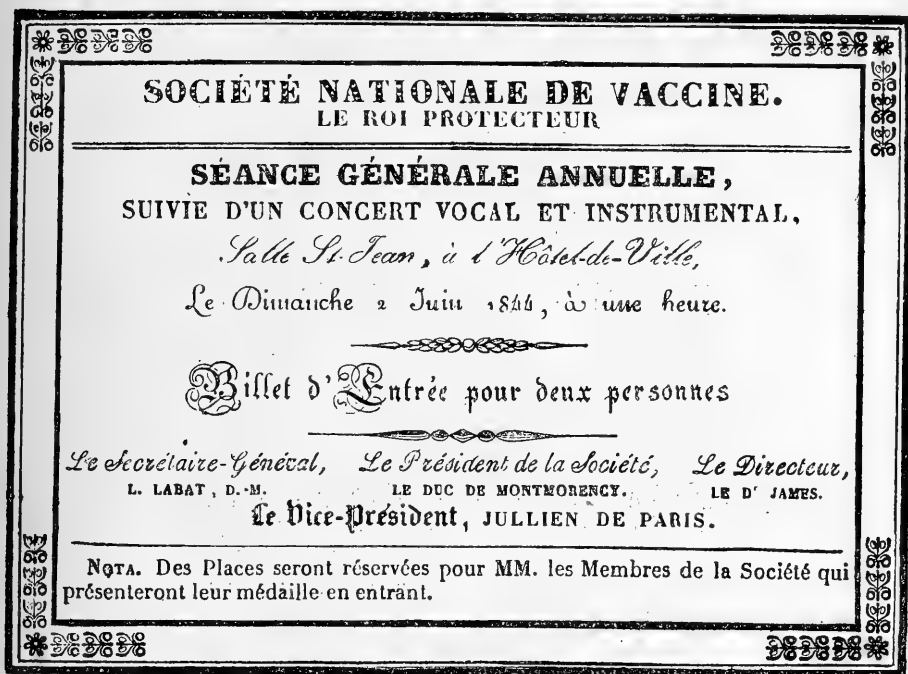 SOCIÉTÉ NATIONALE DE VACCINE.
LE ROI PROTECTEUR
SÉANCE GÉNÉRALE ANNUELLE,
SUIVIE D'UN CONCERT VOCAL ET INSTRUMENTAL,
Salle St. Jean, à l'Hôtel-de-Ville,
Le Dimanche 2 Juin 1844, à une heure.
Billet d'Entrée pour deux personnes
Le Secrétaire-Général, Le Président de la Société, Le Directeur,
L. LABAT, D.-M. LE DUC DE MONTMORENCY. LE Dr JAMES.
Le Vice-Président, JULLIEN DE PARIS.
NOTA. Des Places seront réservées pour MM. les Membres de la Société qui
présenteront leur médaille en entrant.